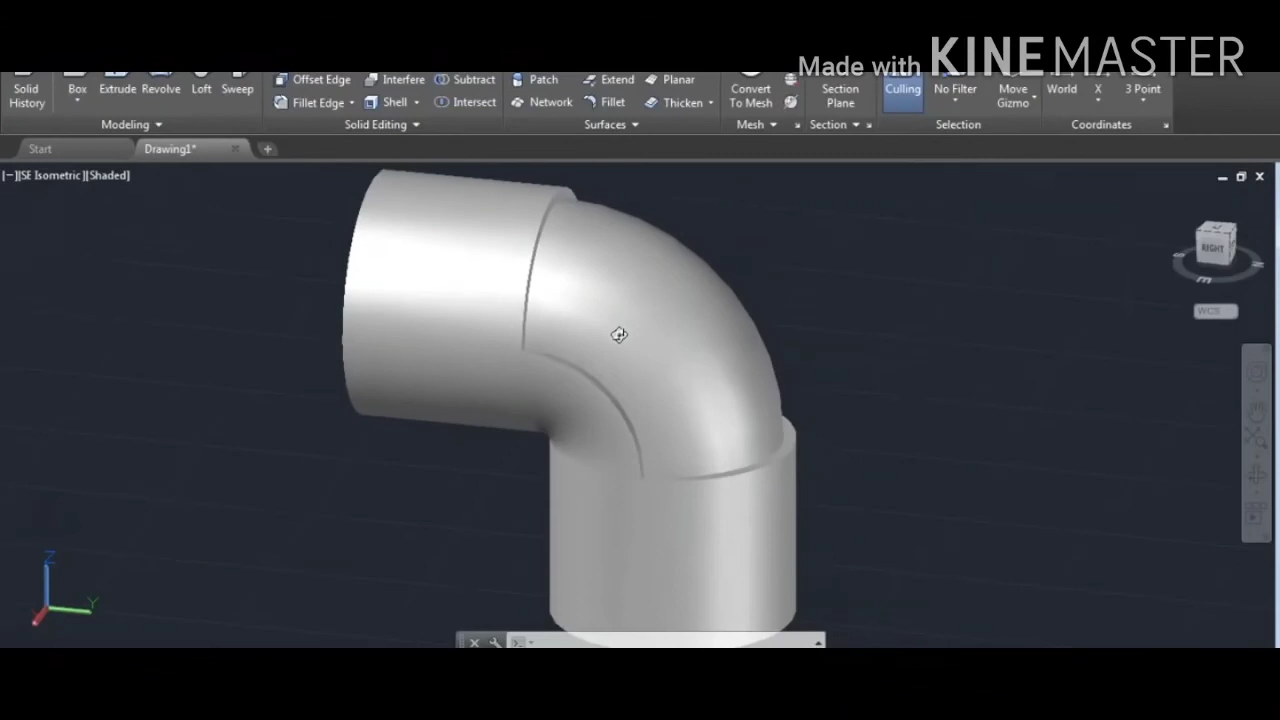 Made with KINEMASTER
Offset Edge Interfere Subtract Patch Extend Planar
Solid History Box Extrude Revolve Loft Sweep Convert To Mesh Section Plane Culling No Filter Move Gizmo World X 3 Point
Fillet Edge Shell Intersect Network Fillet Thicken
Modeling Solid Editing Surfaces Mesh Section Selection Coordinates
Start Drawing1* +
[−][SE Isometric][Shaded]
RIGHT
WCS
Z
Y